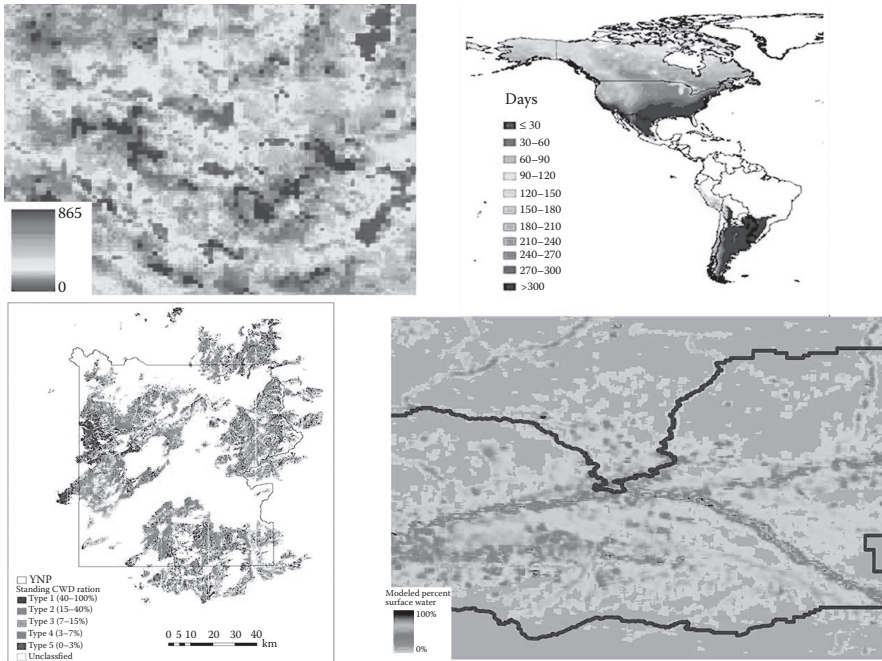 865
0
Days
≤ 30
30–60
60–90
90–120
120–150
150–180
180–210
210–240
240–270
270–300
>300
YNP
Standing CWD ration
Type 1 (40–100%)
Type 2 (15–40%)
Type 3 (7–15%)
Type 4 (3–7%)
Type 5 (0–3%)
Unclassfied
0 5 10 20 30 40
km
Modeled percent
surface water
100%
0%